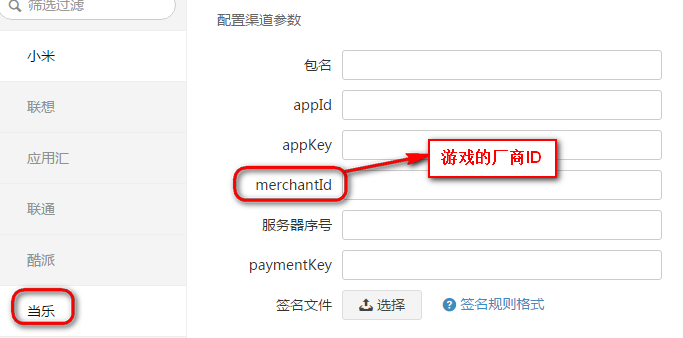 筛选过滤
小米
联想
应用汇
联通
酷派
当乐
配置渠道参数
包名
appId
appKey
游戏的厂商ID
merchantId
服务器序号
paymentKey
签名文件 选择 ? 签名规则格式